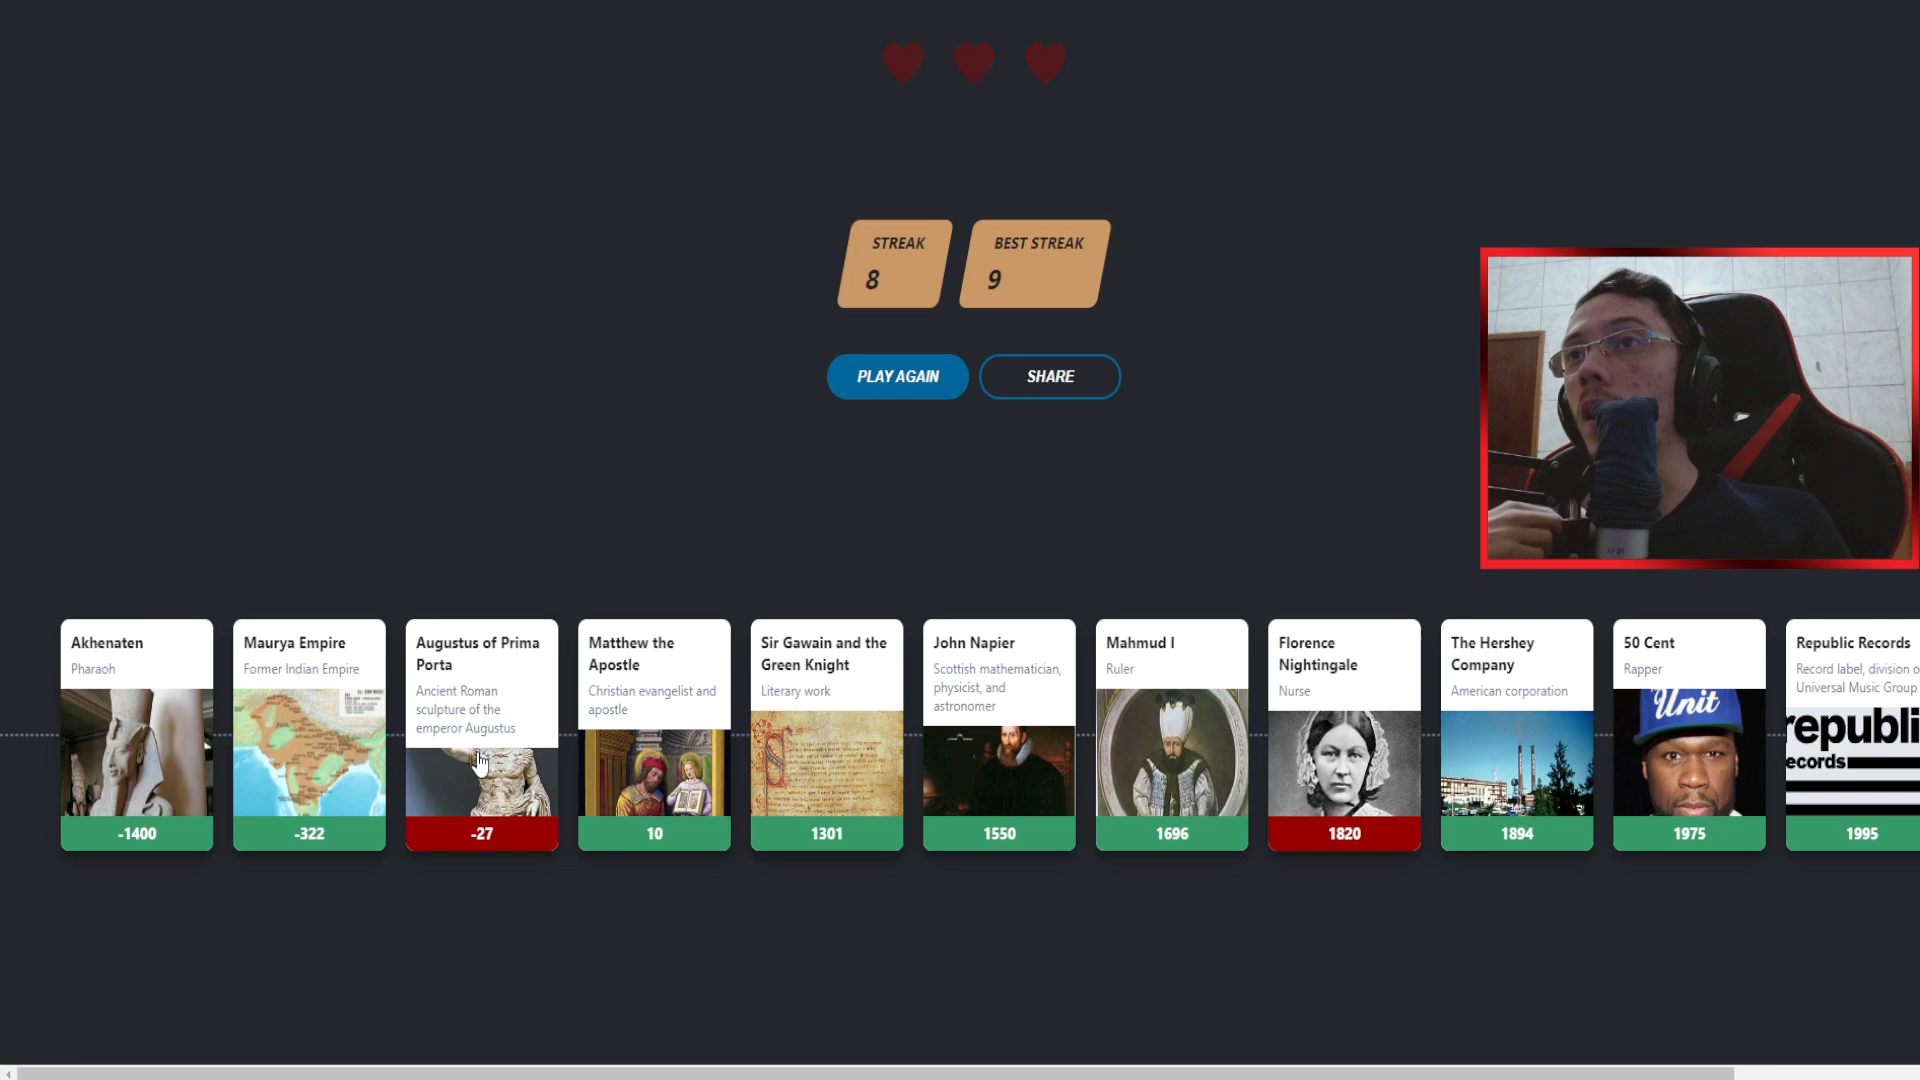 STREAK
8
BEST STREAK
9
PLAY AGAIN
SHARE
Akhenaten
Pharaoh
-1400
Maurya Empire
Former Indian Empire
-322
Augustus of Prima
Porta
Ancient Roman
sculpture of the
emperor Augustus
-27
Matthew the
Apostle
Christian evangelist and
apostle
10
Sir Gawain and the
Green Knight
Literary work
1301
John Napier
Scottish mathematician,
physicist, and
astronomer
1550
Mahmud I
Ruler
1696
Florence
Nightingale
Nurse
1820
The Hershey
Company
American corporation
1894
50 Cent
Rapper
Unit
1975
Republic Records
Record label, division o
Universal Music Group
republi
ecords
1995